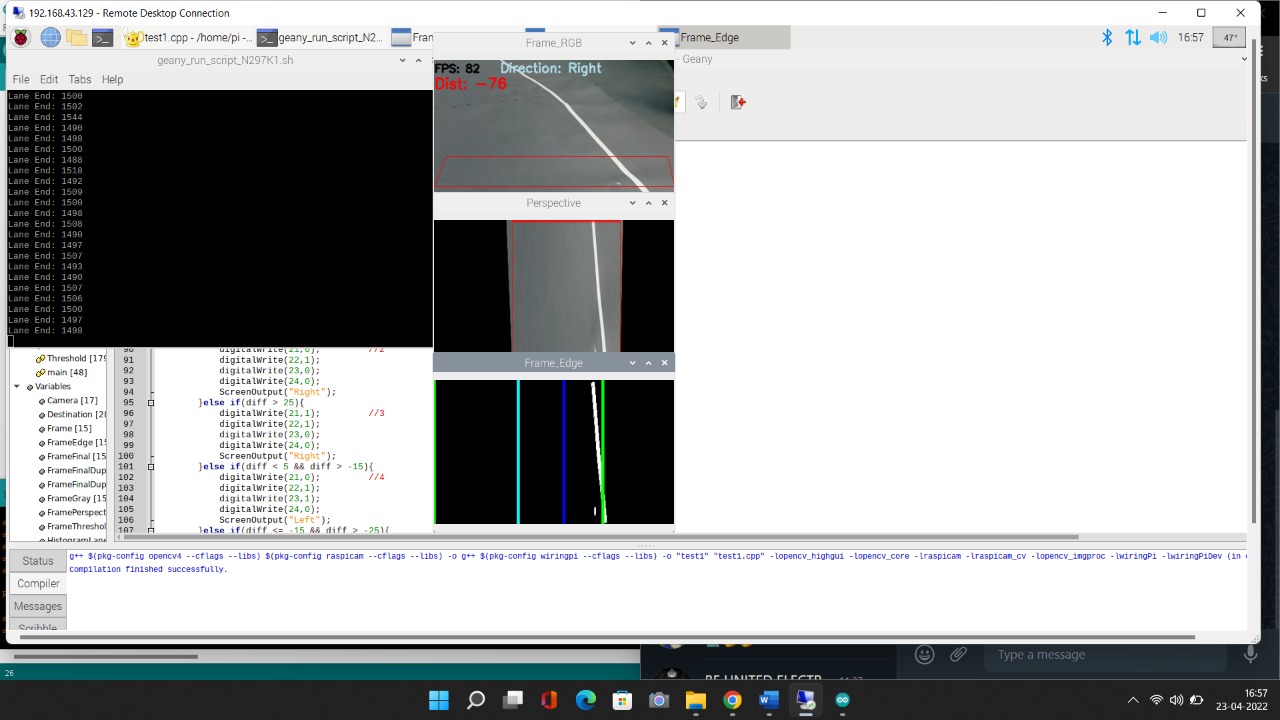 192.168.43.129 - Remote Desktop Connection
test1.cpp - /home/pi -...
geany_run_script_N2...
Fran
Frame_Edge
16:57
47°
geany_run_script_N297K1.sh
File Edit Tabs Help
Lane End: 1500
Lane End: 1502
Lane End: 1544
Lane End: 1490
Lane End: 1498
Lane End: 1500
Lane End: 1488
Lane End: 1518
Lane End: 1492
Lane End: 1509
Lane End: 1500
Lane End: 1498
Lane End: 1508
Lane End: 1490
Lane End: 1497
Lane End: 1507
Lane End: 1493
Lane End: 1490
Lane End: 1507
Lane End: 1506
Lane End: 1500
Lane End: 1497
Lane End: 1498
Frame_RGB
FPS: 82 Direction: Right
Dist: -76
Perspective
Frame_Edge
Geany
Threshold [179
main [48]
Variables
Camera [17]
Destination [28
Frame [15]
FrameEdge [15
FrameFinal [15
FrameFinalDup
FrameFinalDup
FrameGray [15
FramePerspect
FrameThreshol
HistogramLane
90 digitalWrite(21,0); //2
91 digitalWrite(22,1);
92 digitalWrite(23,0);
93 digitalWrite(24,0);
94 ScreenOutput("Right");
95 }else if(diff > 25){
96 digitalWrite(21,1); //3
97 digitalWrite(22,1);
98 digitalWrite(23,0);
99 digitalWrite(24,0);
100 ScreenOutput("Right");
101 }else if(diff < 5 && diff > -15){
102 digitalWrite(21,0); //4
103 digitalWrite(22,1);
104 digitalWrite(23,1);
105 digitalWrite(24,0);
106 ScreenOutput("Left");
107 }else if(diff <= -15 && diff > -25){
Status
Compiler
Messages
Scribble
g++ $(pkg-config opencv4 --cflags --libs) $(pkg-config raspicam --cflags --libs) -o g++ $(pkg-config wiringpi --cflags --libs) -o "test1" "test1.cpp" -lopencv_highgui -lopencv_core -lraspicam -lraspicam_cv -lopencv_imgproc -lwiringPi -lwiringPiDev (in d
Compilation finished successfully.
Type a message
BE UNITED ELECTR
26
16:57
23-04-2022